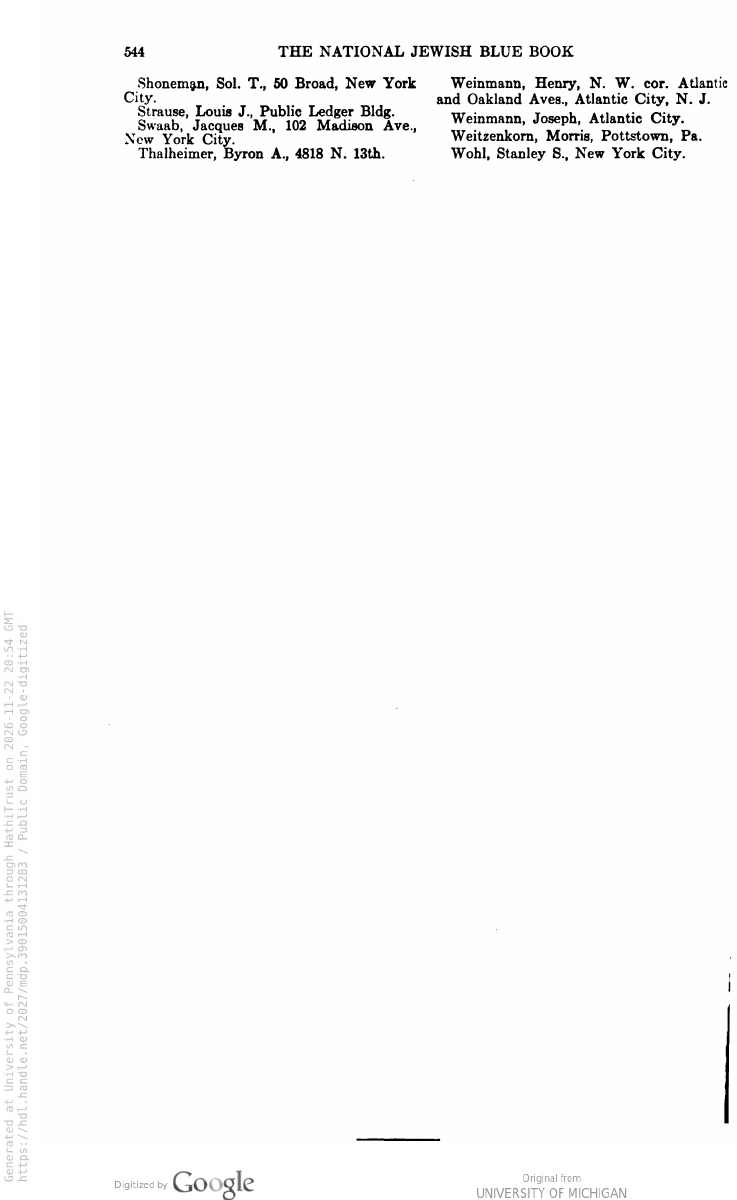 544
THE NATIONAL JEWISH BLUE BOOK
Shoneman, Sol. T., 50 Broad, New York
City.
Strause, Louis J., Public Ledger Bldg.
Swaab, Jacques M., 102 Madison Ave.,
New York City.
Thalheimer, Byron A., 4818 N. 13th.
Weinmann, Henry, N. W. cor. Atlantic
and Oakland Aves., Atlantic City, N. J.
Weinmann, Joseph, Atlantic City.
Weitzenkorn, Morris, Pottstown, Pa.
Wohl, Stanley S., New York City.
Generated at University of Pennsylvania through HathiTrust on 2026-11-22 20:54 GMT
https://hdl.handle.net/2027/mdp.39015004131283 / Public Domain, Google-digitized
Digitized by Google
Original from
UNIVERSITY OF MICHIGAN